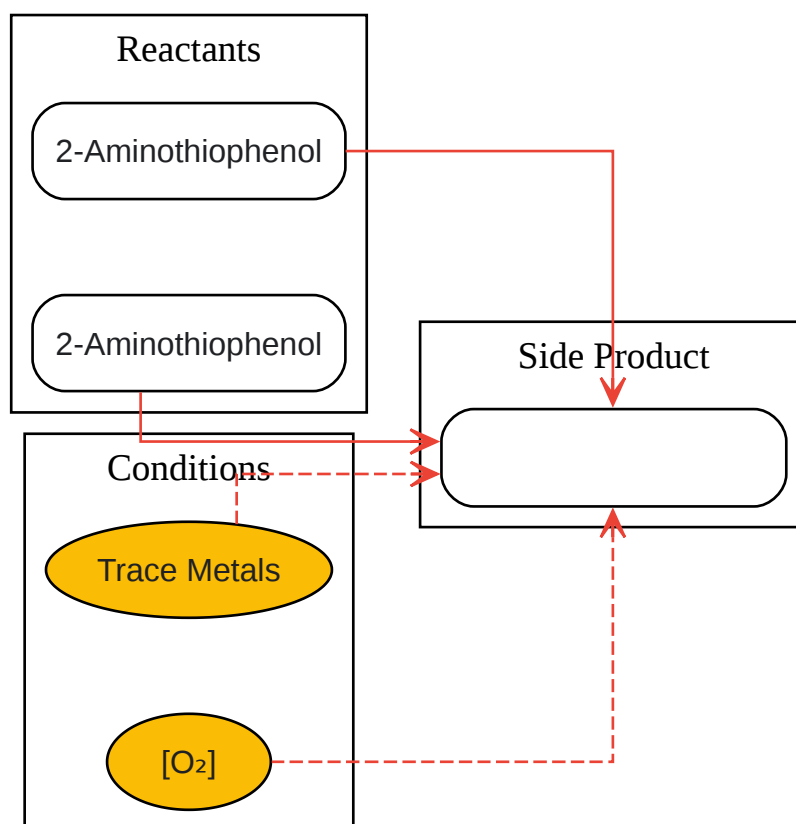 Reactants
2-Aminothiophenol
2-Aminothiophenol
Side Product
Conditions
Trace Metals
[O₂]